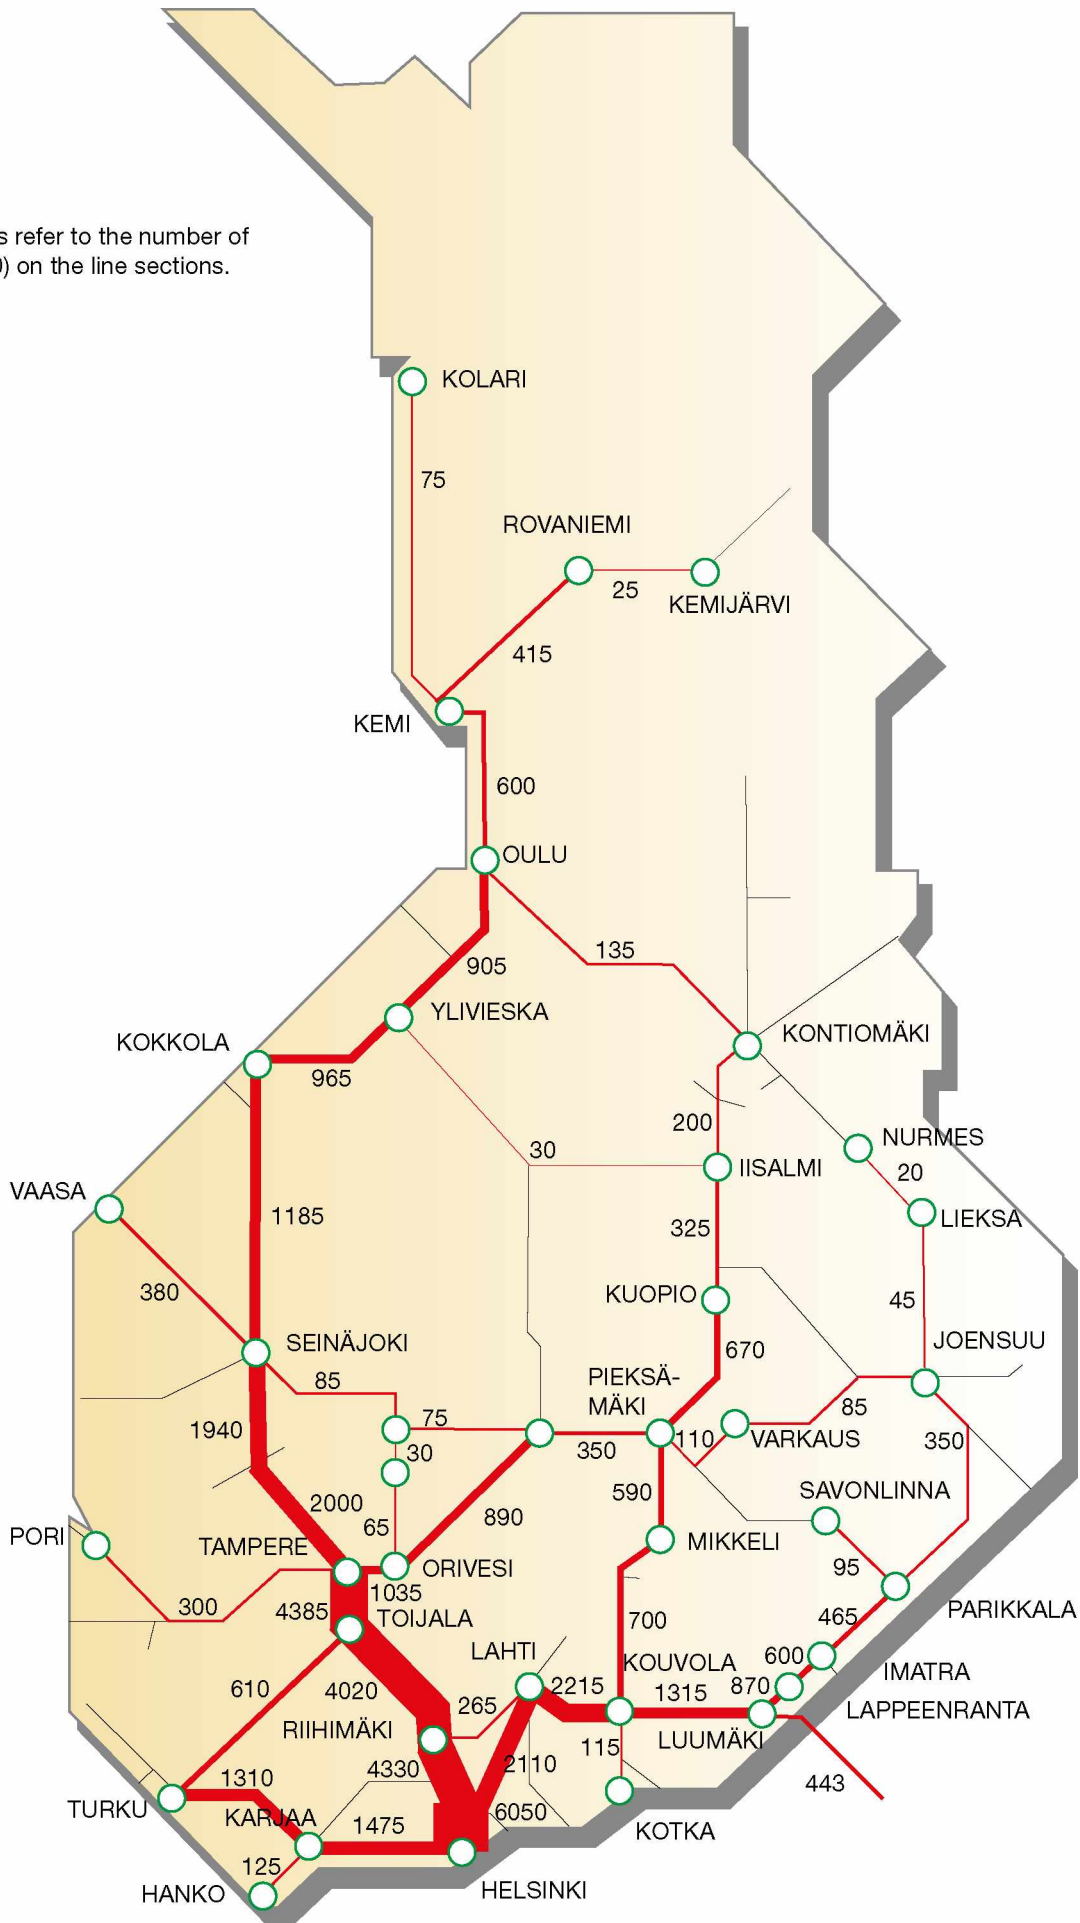 s refer to the number of
) on the line sections.
KOLARI
75
ROVANIEMI
25
KEMIJÄRVI
415
KEMI
600
OULU
135
905
YLIVIESKA
KONTIOMÄKI
KOKKOLA
965
200
NURMES
30
IISALMI
20
VAASA
1185
LIEKSA
325
380
KUOPIO
45
SEINÄJOKI
JOENSUU
670
85
PIEKSÄ-
MÄKI
75
85
1940
110
VARKAUS
350
350
30
590
SAVONLINNA
2000
890
65
PORI
TAMPERE
MIKKELI
ORIVESI
95
1035
300
4385
TOIJALA
PARIKKALA
465
700
LAHTI
600
KOUVOLA
IMATRA
610
4020
2215
1315
870
265
LAPPEENRANTA
RIIHIMÄKI
LUUMÄKI
115
2110
4330
1310
443
TURKU
KARJAA
6050
1475
KOTKA
125
HANKO
HELSINKI